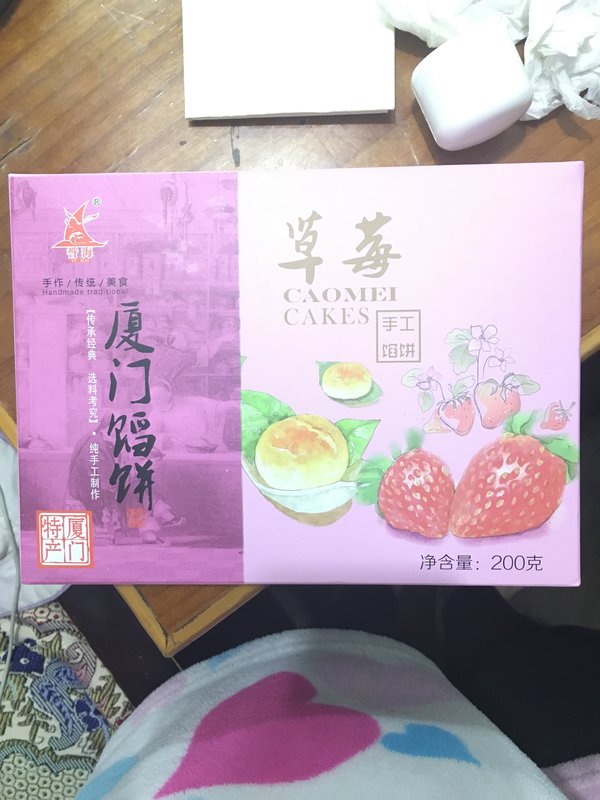 ®
手作/传统/美食
Handmade traditional
厦门馅饼
【传承经典 选料考究】·纯手工制作
厦门
特产
草莓
CAOMEI
CAKES
手工
馅饼
净含量：200克